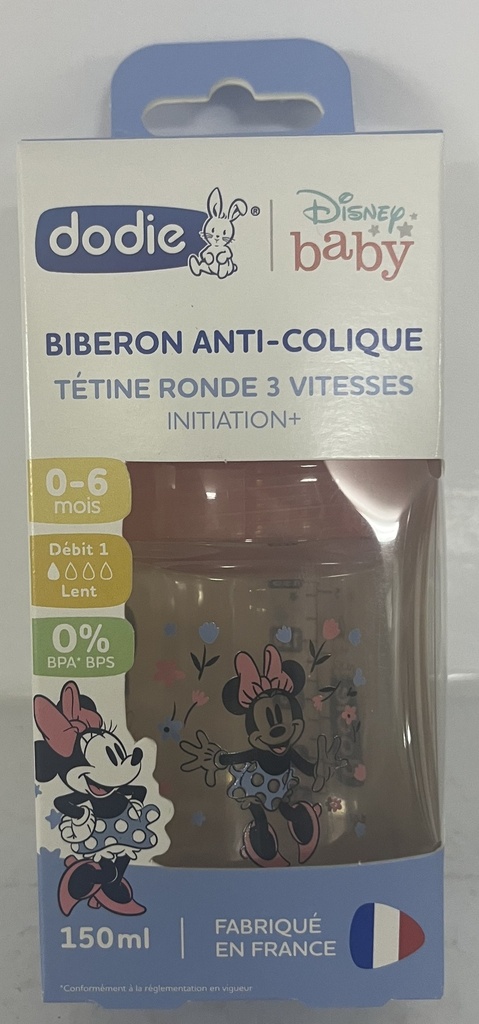 dodie®
Disney
baby
BIBERON ANTI-COLIQUE
TÉTINE RONDE 3 VITESSES
INITIATION+
0-6
mois
Débit 1
Lent
0%
BPA* BPS
150ml
FABRIQUÉ
EN FRANCE
*Conformément à la réglementation en vigueur